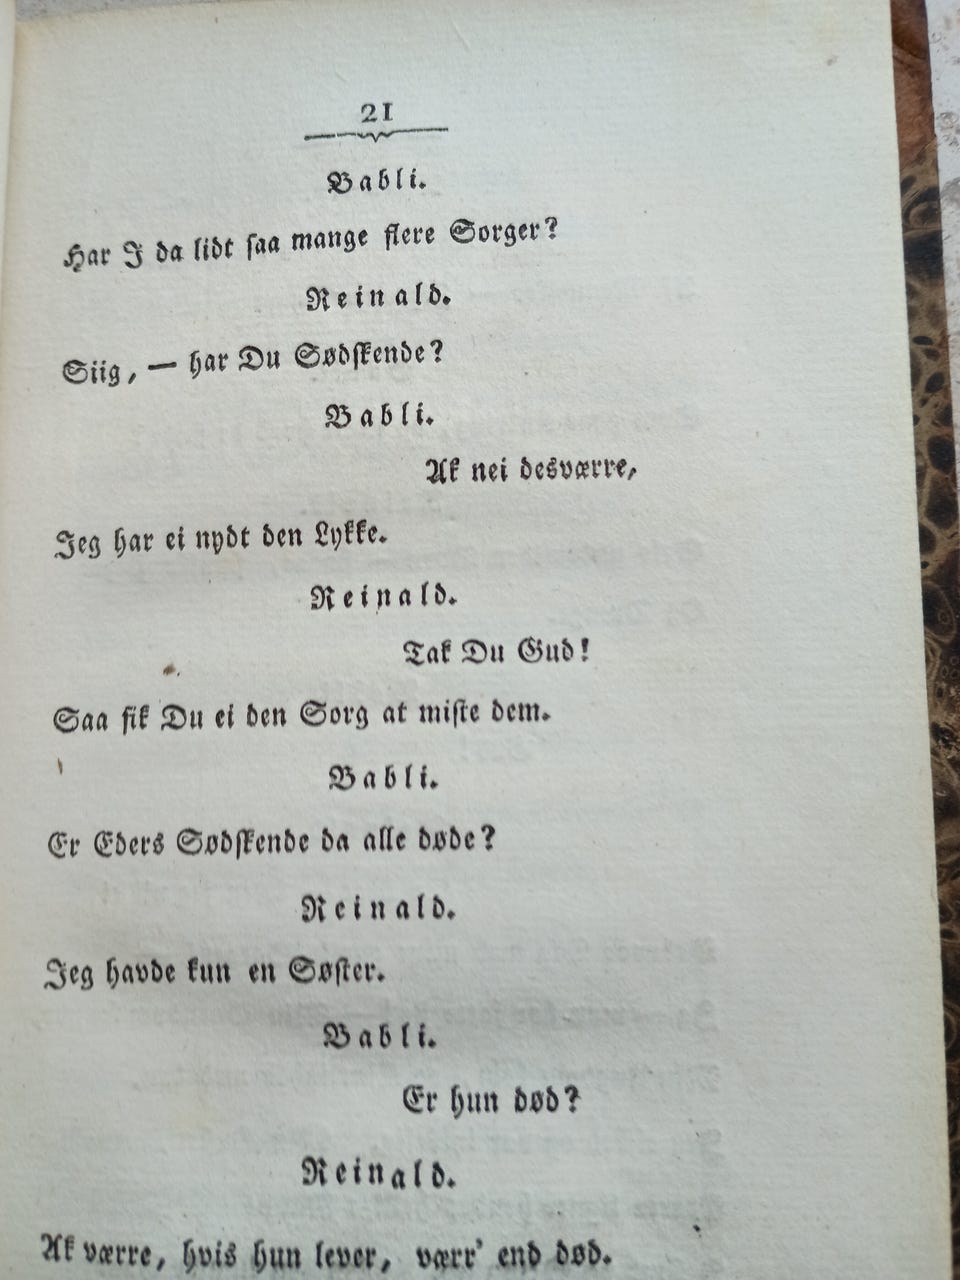 21
Babli.
Har I da lidt saa mange flere Sorger?
Reinald.
Siig, — har Du Sødskende?
Babli.
Ak nei desværre,
Jeg har ei nydt den Lykke.
Reinald.
Tak Du Gud!
Saa fik Du ei den Sorg at miste dem.
Babli.
Er Eders Sødskende da alle døde?
Reinald.
Jeg havde kun en Søster.
Babli.
Er hun død?
Reinald.
Ak værre, hvis hun lever, værr' end død.